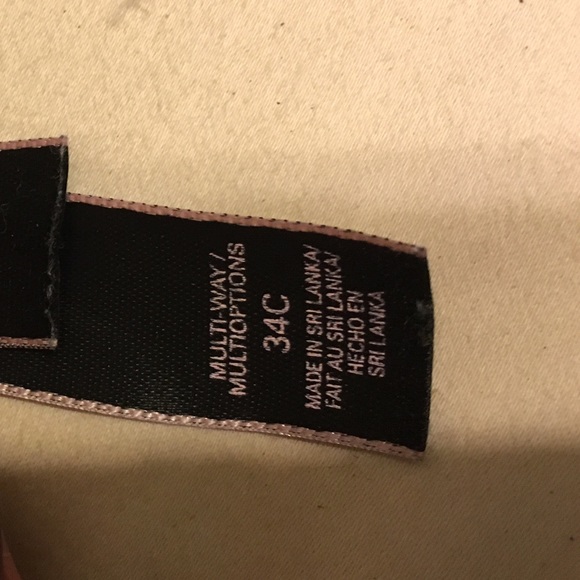 MULTI-WAY /
MULTIOPTIONS
34C
MADE IN SRI LANKA/
FAIT AU SRI LANKA/
HECHO EN
SRI LANKA